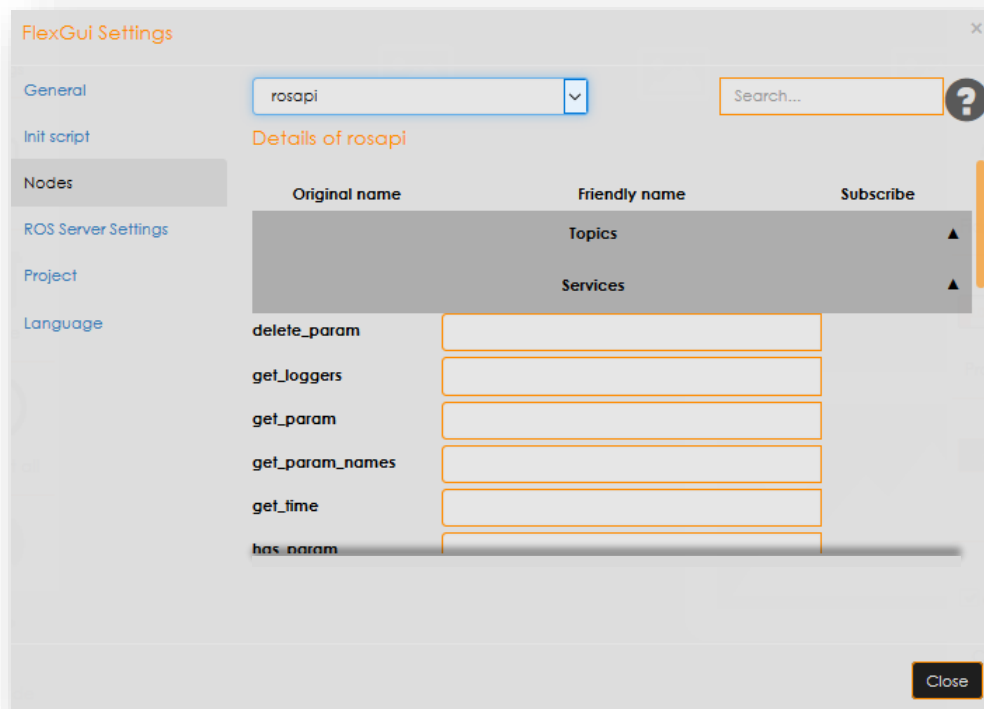 FlexGui Settings
×
General
Init script
Nodes
ROS Server Settings
Project
Language
rosapi
Search...
?
Details of rosapi
Original name Friendly name Subscribe
Topics ▲
Services ▲
delete_param
get_loggers
get_param
get_param_names
get_time
has_param
Close